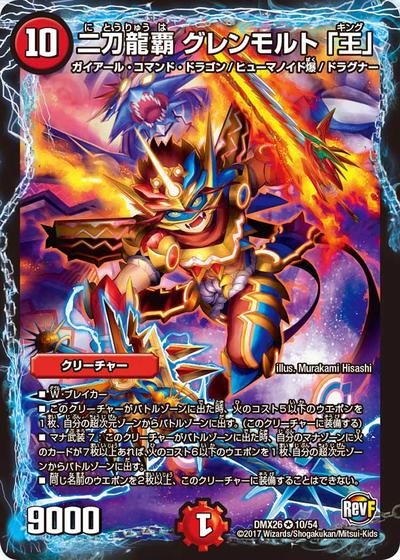 10
にとうりゅうは キング
二刀龍覇 グレンモルト「王」
ガイアール・コマンド・ドラゴン/ヒューマノイド爆/ドラグナー
クリーチャー
illus. Murakami Hisashi
■W・ブレイカー
■このクリーチャーがバトルゾーンに出た時、火のコスト5以下のウエポンを
1枚、自分の超次元ゾーンからバトルゾーンに出す。(このクリーチャーに装備する)
■マナ武装 7:このクリーチャーがバトルゾーンに出た時、自分のマナゾーンに火
のカードが7枚以上あれば、火のコスト6以下のウエポンを1枚、自分の超次元ゾ
ーンからバトルゾーンに出す。
■同じ名前のウエポンを2枚以上、このクリーチャーに装備することはできない。
9000
1
RevF
DMX26 ✪ 10/54
©2017 Wizards/Shogakukan/Mitsui-Kids